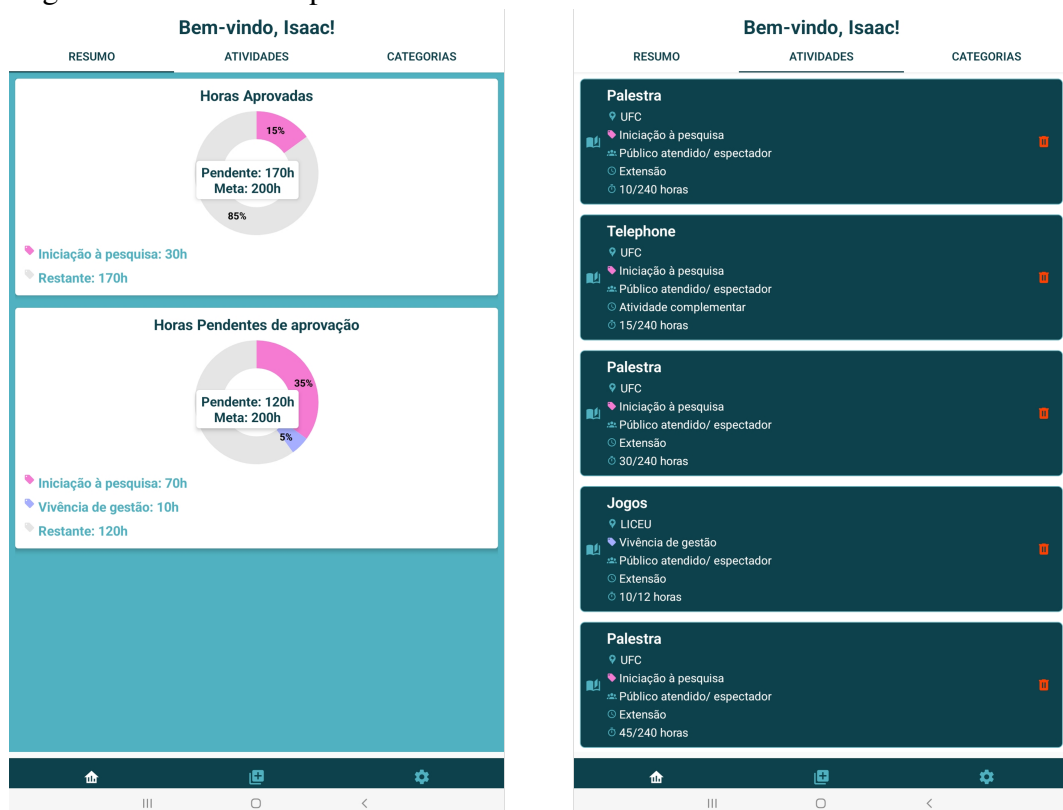 Bem-vindo, Isaac!
RESUMO ATIVIDADES CATEGORIAS
Horas Aprovadas
15%
Pendente: 170h
Meta: 200h
85%
Iniciação à pesquisa: 30h
Restante: 170h
Horas Pendentes de aprovação
35%
Pendente: 120h
Meta: 200h
5%
Iniciação à pesquisa: 70h
Vivência de gestão: 10h
Restante: 120h
Bem-vindo, Isaac!
RESUMO ATIVIDADES CATEGORIAS
Palestra
UFC
Iniciação à pesquisa
Público atendido/ espectador
Extensão
10/240 horas
Telephone
UFC
Iniciação à pesquisa
Público atendido/ espectador
Atividade complementar
15/240 horas
Palestra
UFC
Iniciação à pesquisa
Público atendido/ espectador
Extensão
30/240 horas
Jogos
LICEU
Vivência de gestão
Público atendido/ espectador
Extensão
10/12 horas
Palestra
UFC
Iniciação à pesquisa
Público atendido/ espectador
Extensão
45/240 horas